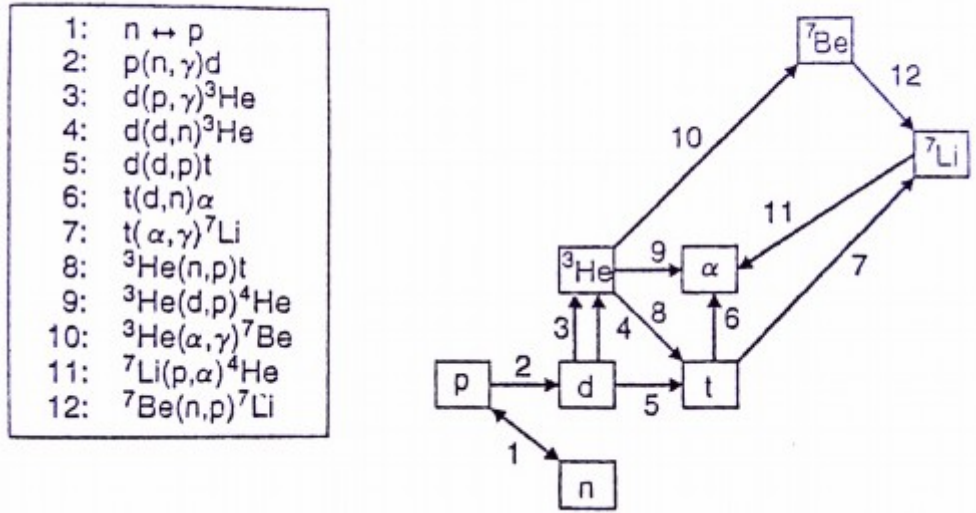 1: n ↔ p
2: p(n,γ)d
3: d(p,γ)³He
4: d(d,n)³He
5: d(d,p)t
6: t(d,n)α
7: t(α,γ)⁷Li
8: ³He(n,p)t
9: ³He(d,p)⁴He
10: ³He(α,γ)⁷Be
11: ⁷Li(p,α)⁴He
12: ⁷Be(n,p)⁷Li
⁷Be
12
10
⁷Li
11
³He
9
α
7
3
4
8
6
p
2
d
5
t
1
n